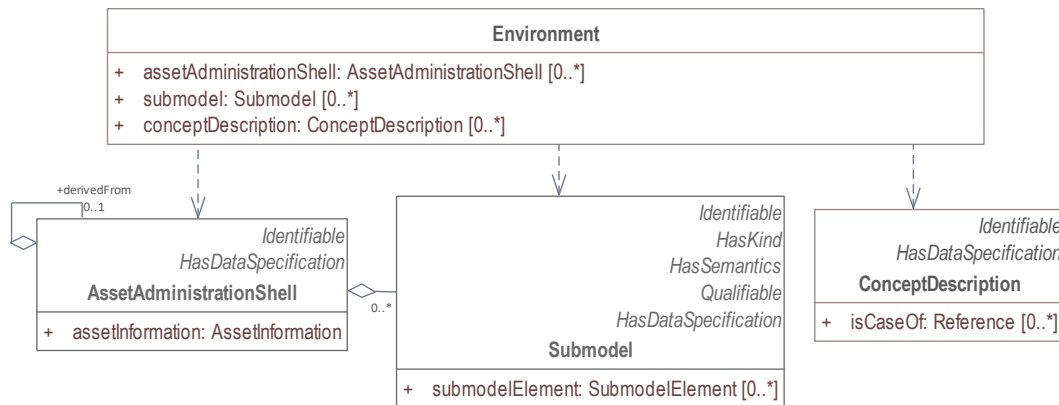 Environment
+ assetAdministrationShell: AssetAdministrationShell [0..*]
+ submodel: Submodel [0..*]
+ conceptDescription: ConceptDescription [0..*]
+derivedFrom
0..1
Identifiable
HasDataSpecification
AssetAdministrationShell
+ assetInformation: AssetInformation
0..*
Identifiable
HasKind
HasSemantics
Qualifiable
HasDataSpecification
Submodel
+ submodelElement: SubmodelElement [0..*]
Identifiable
HasDataSpecification
ConceptDescription
+ isCaseOf: Reference [0..*]